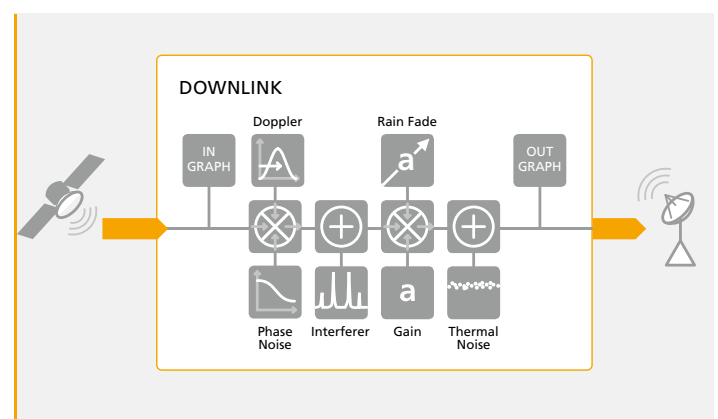 DOWNLINK
Doppler
Rain Fade
IN
GRAPH
a
OUT
GRAPH
a
Phase
Noise
Interferer
Gain
Thermal
Noise